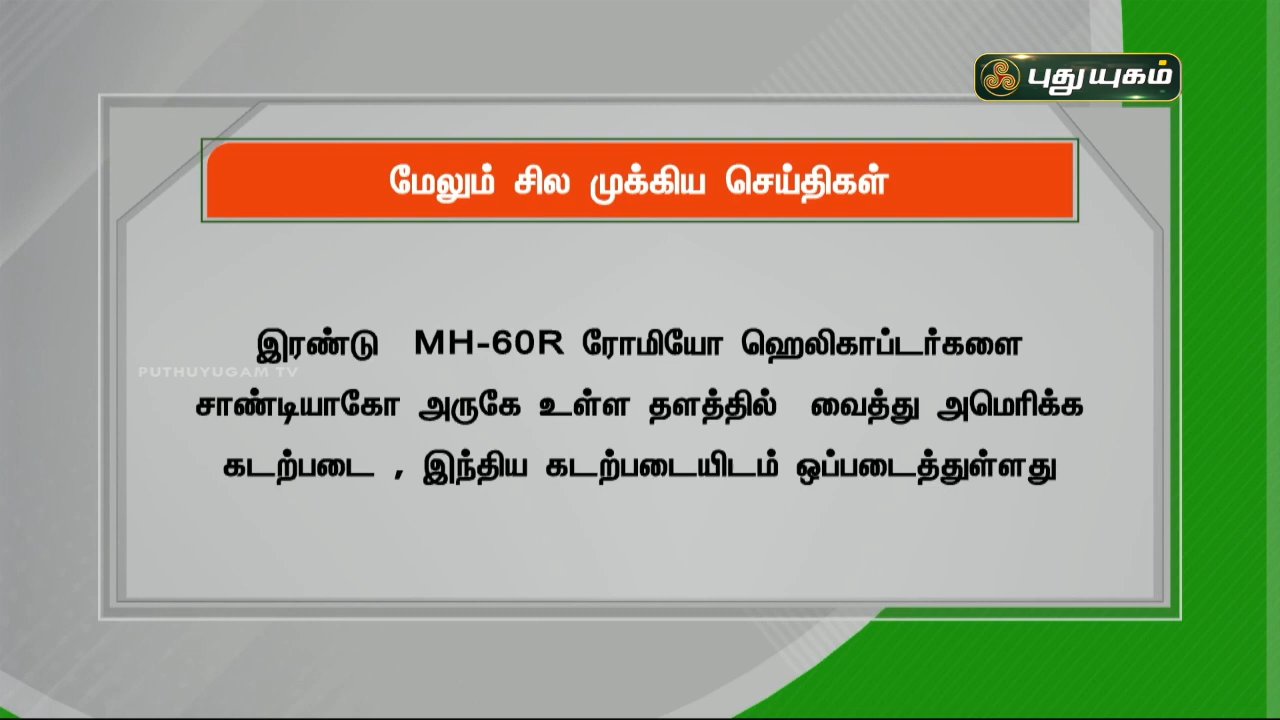 புதுயுகம்
மேலும் சில முக்கிய செய்திகள்
இரண்டு MH-60R ரோமியோ ஹெலிகாப்டர்களை
PUTHUYUGAM TV
சாண்டியாகோ அருகே உள்ள தளத்தில் வைத்து அமெரிக்க
கடற்படை , இந்திய கடற்படையிடம் ஒப்படைத்துள்ளது